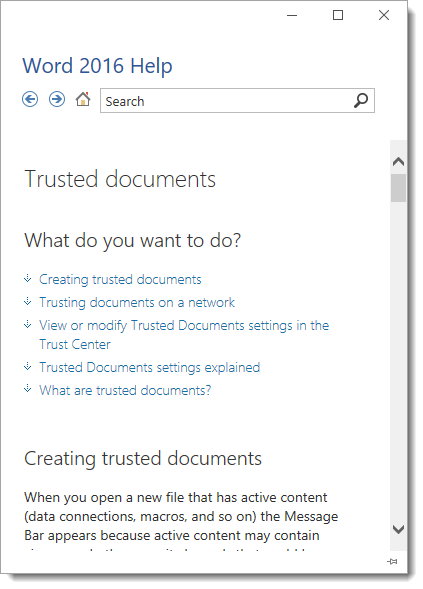 Word 2016 Help
Search
Trusted documents
What do you want to do?
Creating trusted documents
Trusting documents on a network
View or modify Trusted Documents settings in the
Trust Center
Trusted Documents settings explained
What are trusted documents?
Creating trusted documents
When you open a new file that has active content
(data connections, macros, and so on) the Message
Bar appears because active content may contain